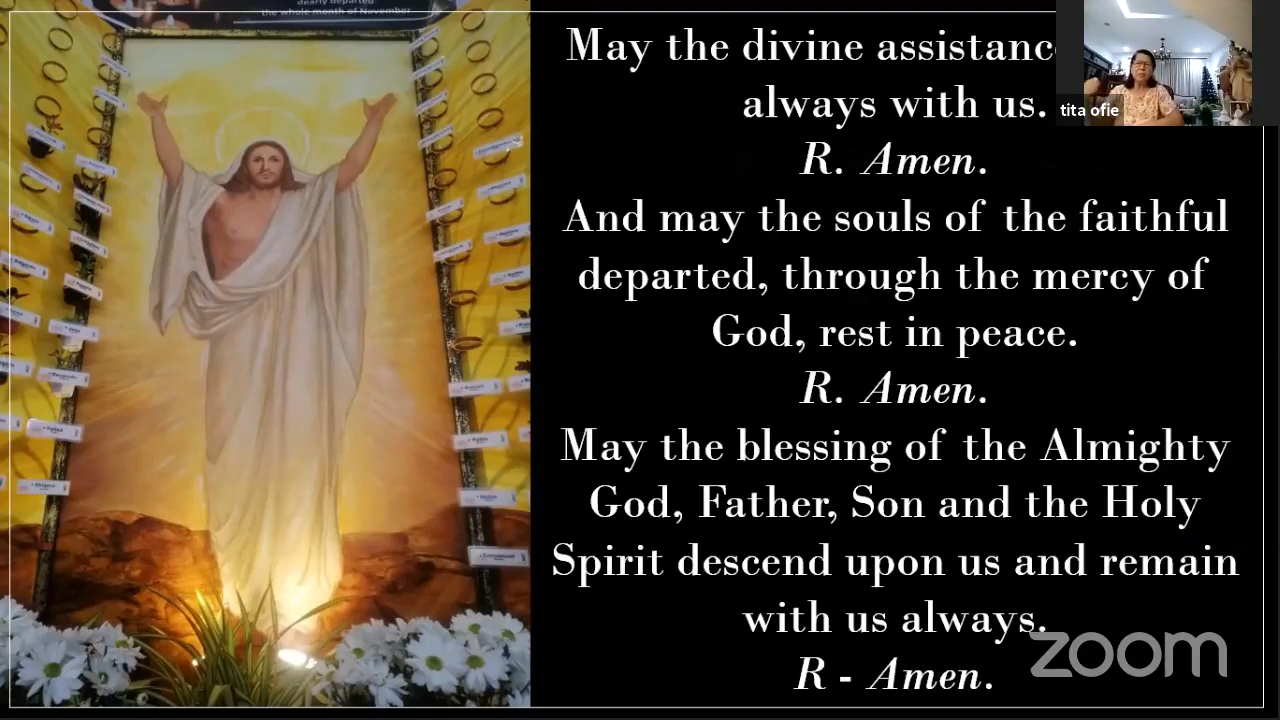 dearly departed
the whole month of November
May the divine assistanc
always with us.
R. Amen.
And may the souls of the faithful
departed, through the mercy of
God, rest in peace.
R. Amen.
May the blessing of the Almighty
God, Father, Son and the Holy
Spirit descend upon us and remain
with us always.
R - Amen.
tita ofie
zoom